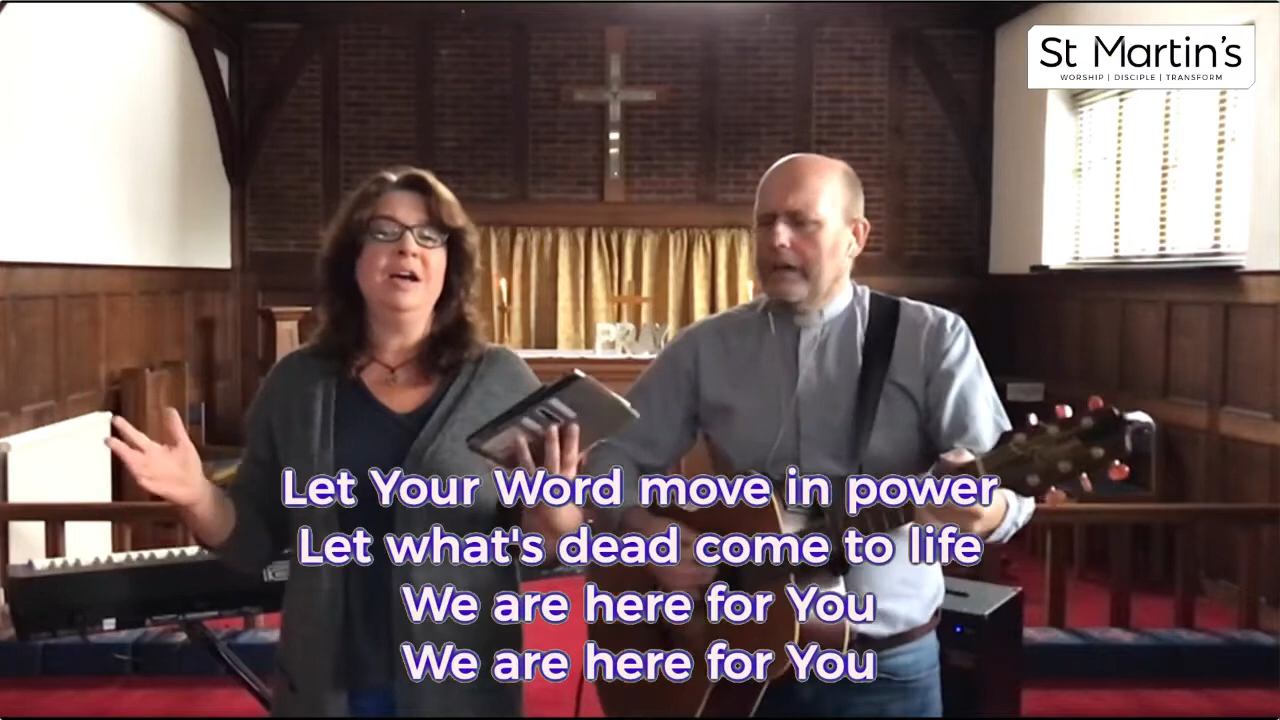 St Martin's
WORSHIP | DISCIPLE | TRANSFORM
PRAY
Let Your Word move in power
Let what's dead come to life
We are here for You
We are here for You